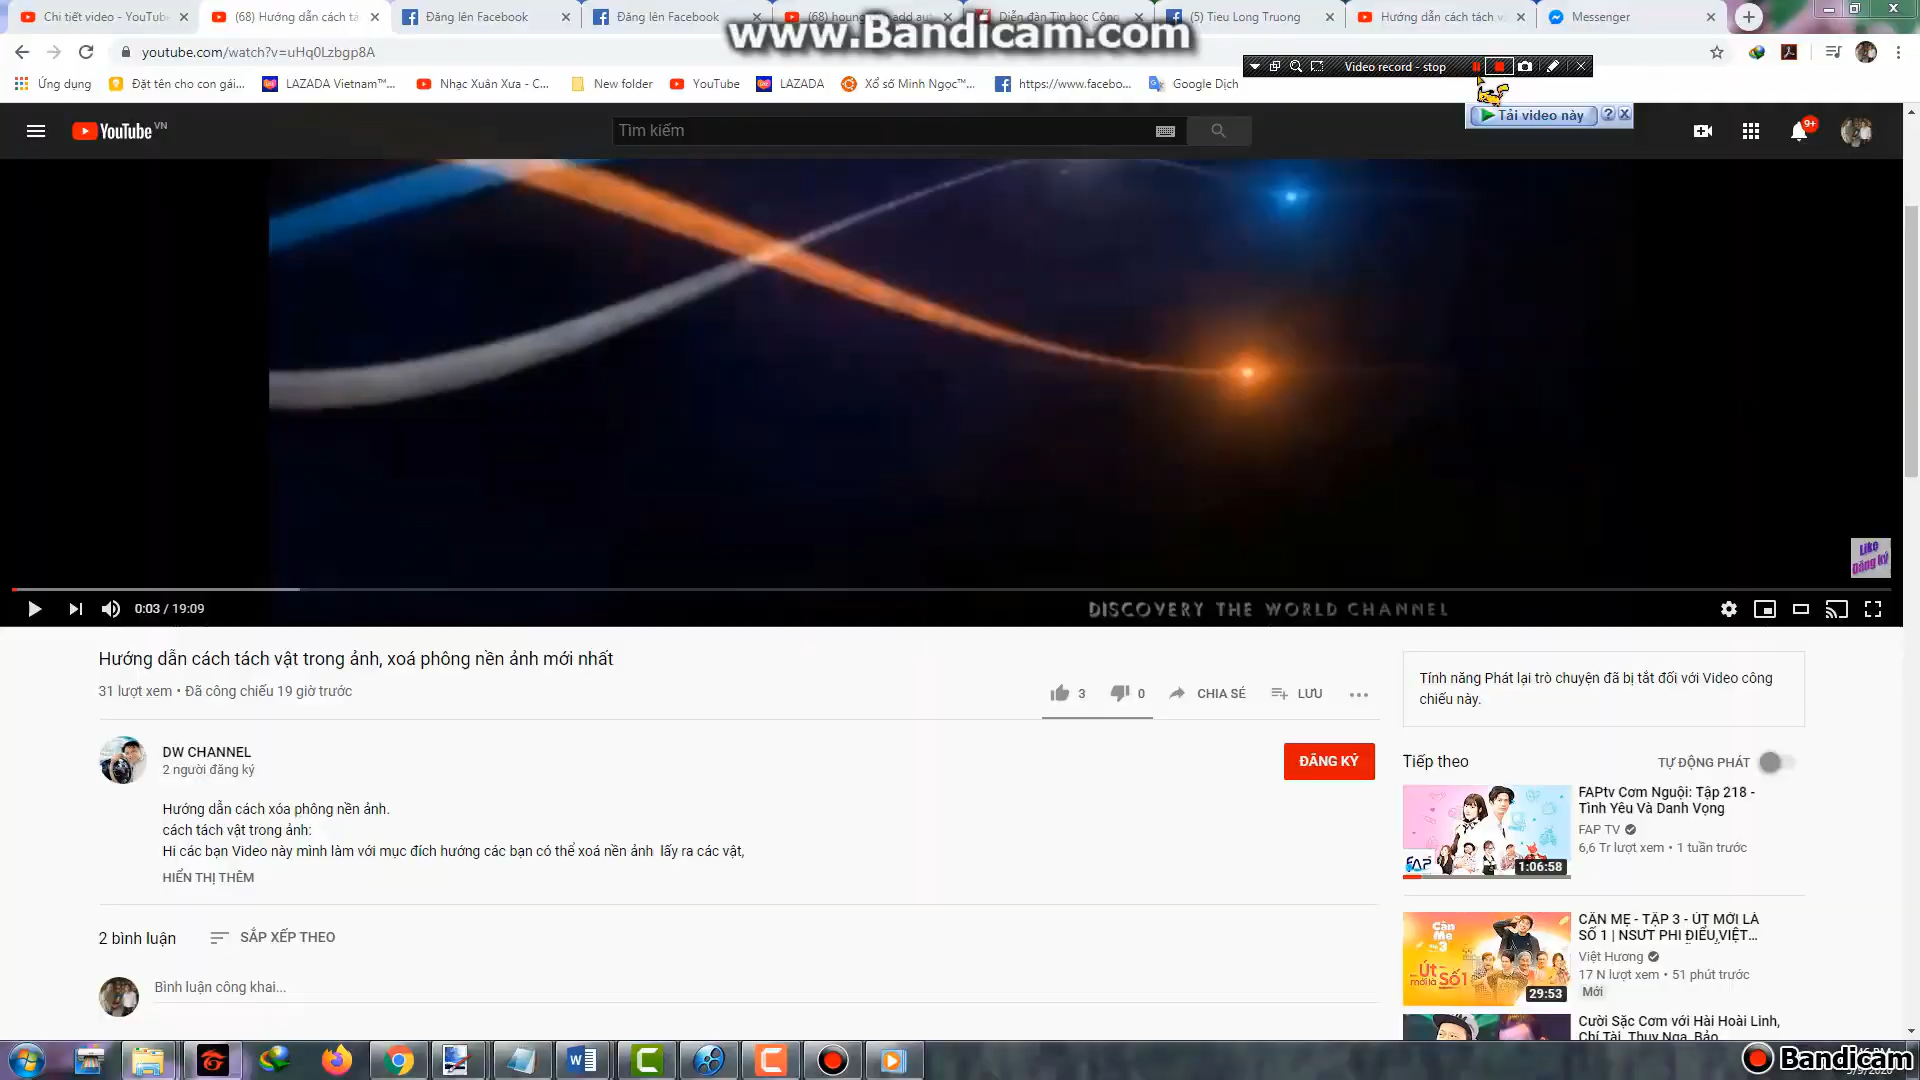 Chi tiết video - YouTube
(68) Hướng dẫn cách tá
Đăng lên Facebook
Đăng lên Facebook
Diễn đàn Tin học Công
(5) Tieu Long Truong
Hướng dẫn cách tách v
Messenger
www.Bandicam.com
youtube.com/watch?v=uHq0Lzbgp8A
Video record - stop
Ứng dụng
Đặt tên cho con gái...
LAZADA Vietnam™...
Nhạc Xuân Xưa - C...
New folder
YouTube
LAZADA
Xổ số Minh Ngọc™...
https://www.facebo...
Google Dịch
Tải video này
YouTube VN
Tìm kiếm
9+
Like
Đăng ký
0:03 / 19:09
DISCOVERY THE WORLD CHANNEL
Hướng dẫn cách tách vật trong ảnh, xoá phông nền ảnh mới nhất
31 lượt xem • Đã công chiếu 19 giờ trước
3
0
CHIA SẺ
LƯU
Tính năng Phát lại trò chuyện đã bị tắt đối với Video công
chiếu này.
DW CHANNEL
2 người đăng ký
ĐĂNG KÝ
Hướng dẫn cách xóa phông nền ảnh.
cách tách vật trong ảnh:
Hi các bạn Video này mình làm với mục đích hướng các bạn có thể xoá nền ảnh lấy ra các vật,
HIỂN THỊ THÊM
Tiếp theo
TỰ ĐỘNG PHÁT
FAPtv Cơm Nguội: Tập 218 -
Tình Yêu Và Danh Vọng
FAP TV
6,6 Tr lượt xem • 1 tuần trước
FAP
1:06:58
2 bình luận
SẮP XẾP THEO
Bình luận công khai...
CĂN MẸ - TẬP 3 - ÚT MỚI LÀ
SỐ 1 | NSƯT PHI ĐIỂU,VIỆT...
Việt Hương
17 N lượt xem • 51 phút trước
Mới
29:53
Cười Sặc Cơm với Hài Hoài Linh,
Chí Tài, Thuy Nga, Bảo
Bandicam